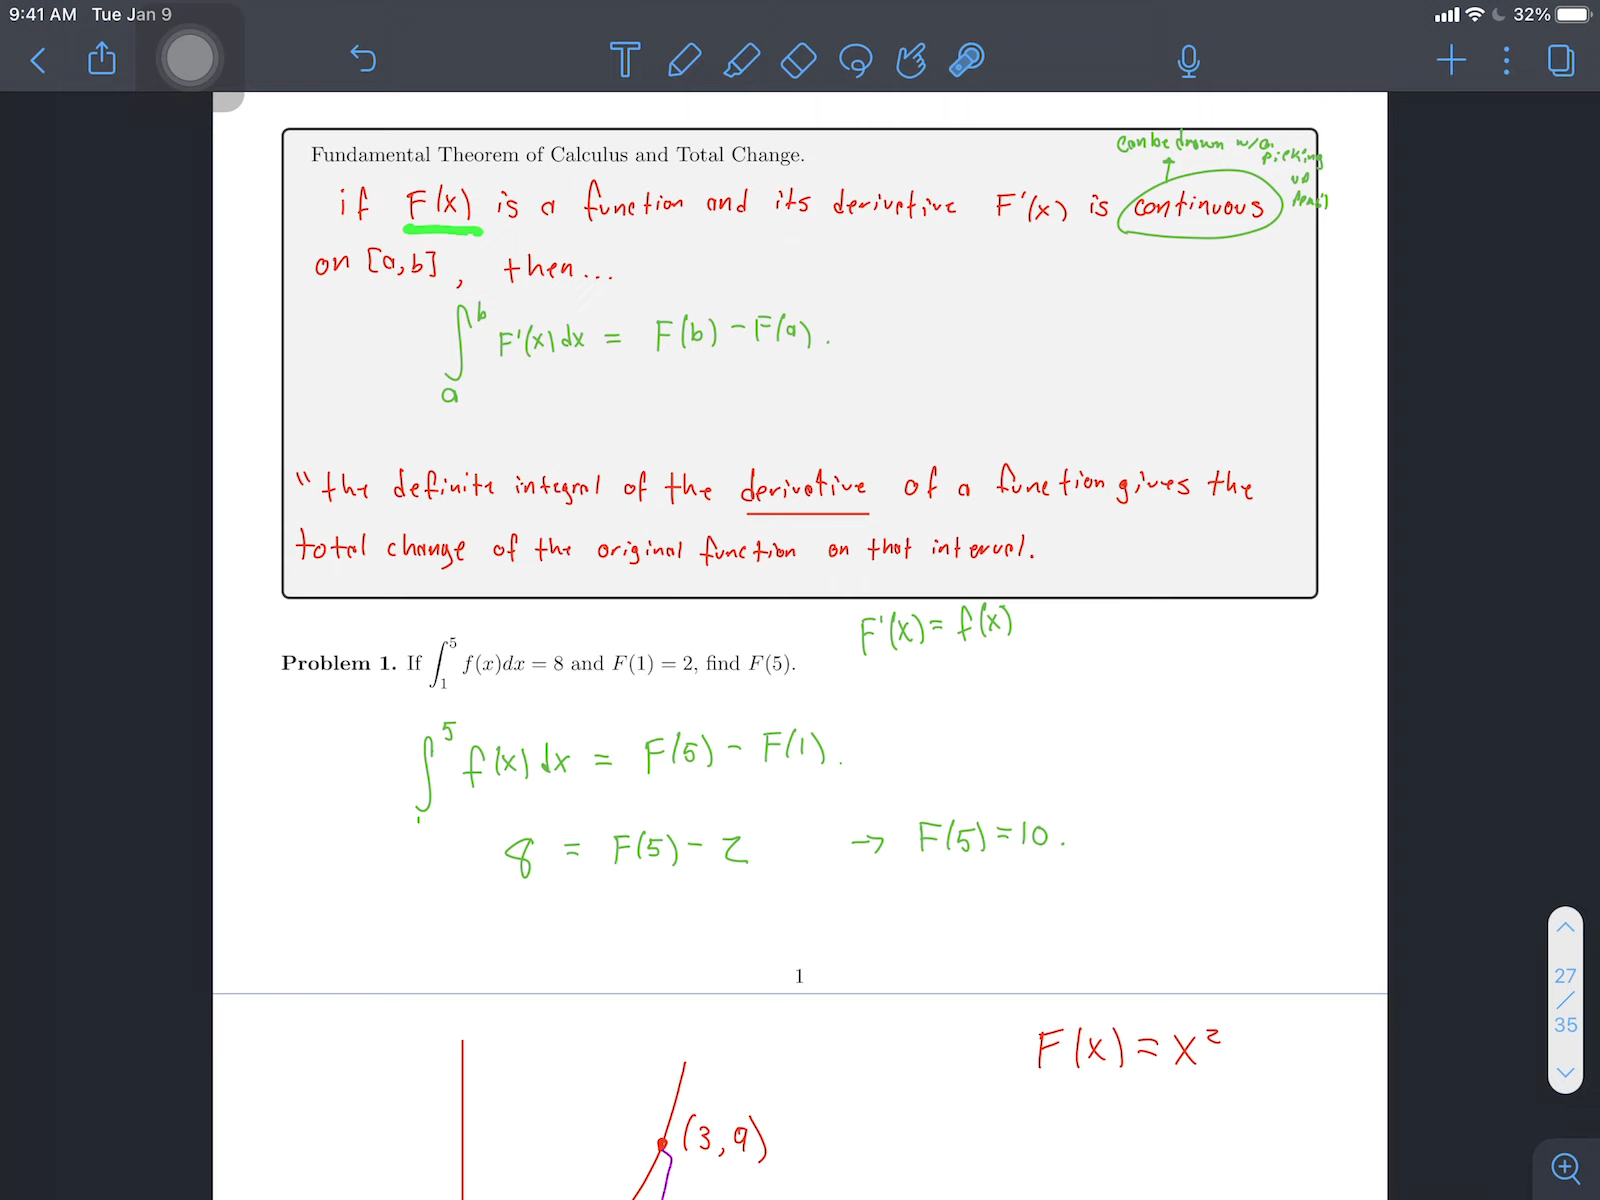 9:41 AM Tue Jan 9
32%
Fundamental Theorem of Calculus and Total Change.
can be drawn w/o
picking
up
if F(x) is a function and its derivative F'(x) is continuous
on [a,b], then...
∫_a^b F'(x) dx = F(b) - F(a).
"the definite integral of the derivative of a function gives the
total change of the original function on that interval.
F'(x) = f(x)
Problem 1. If ∫_1^5 f(x)dx = 8 and F(1) = 2, find F(5).
∫_1^5 f(x) dx = F(5) - F(1).
8 = F(5) - 2 → F(5) = 10.
1
27
/
35
F(x) = x²
(3,9)